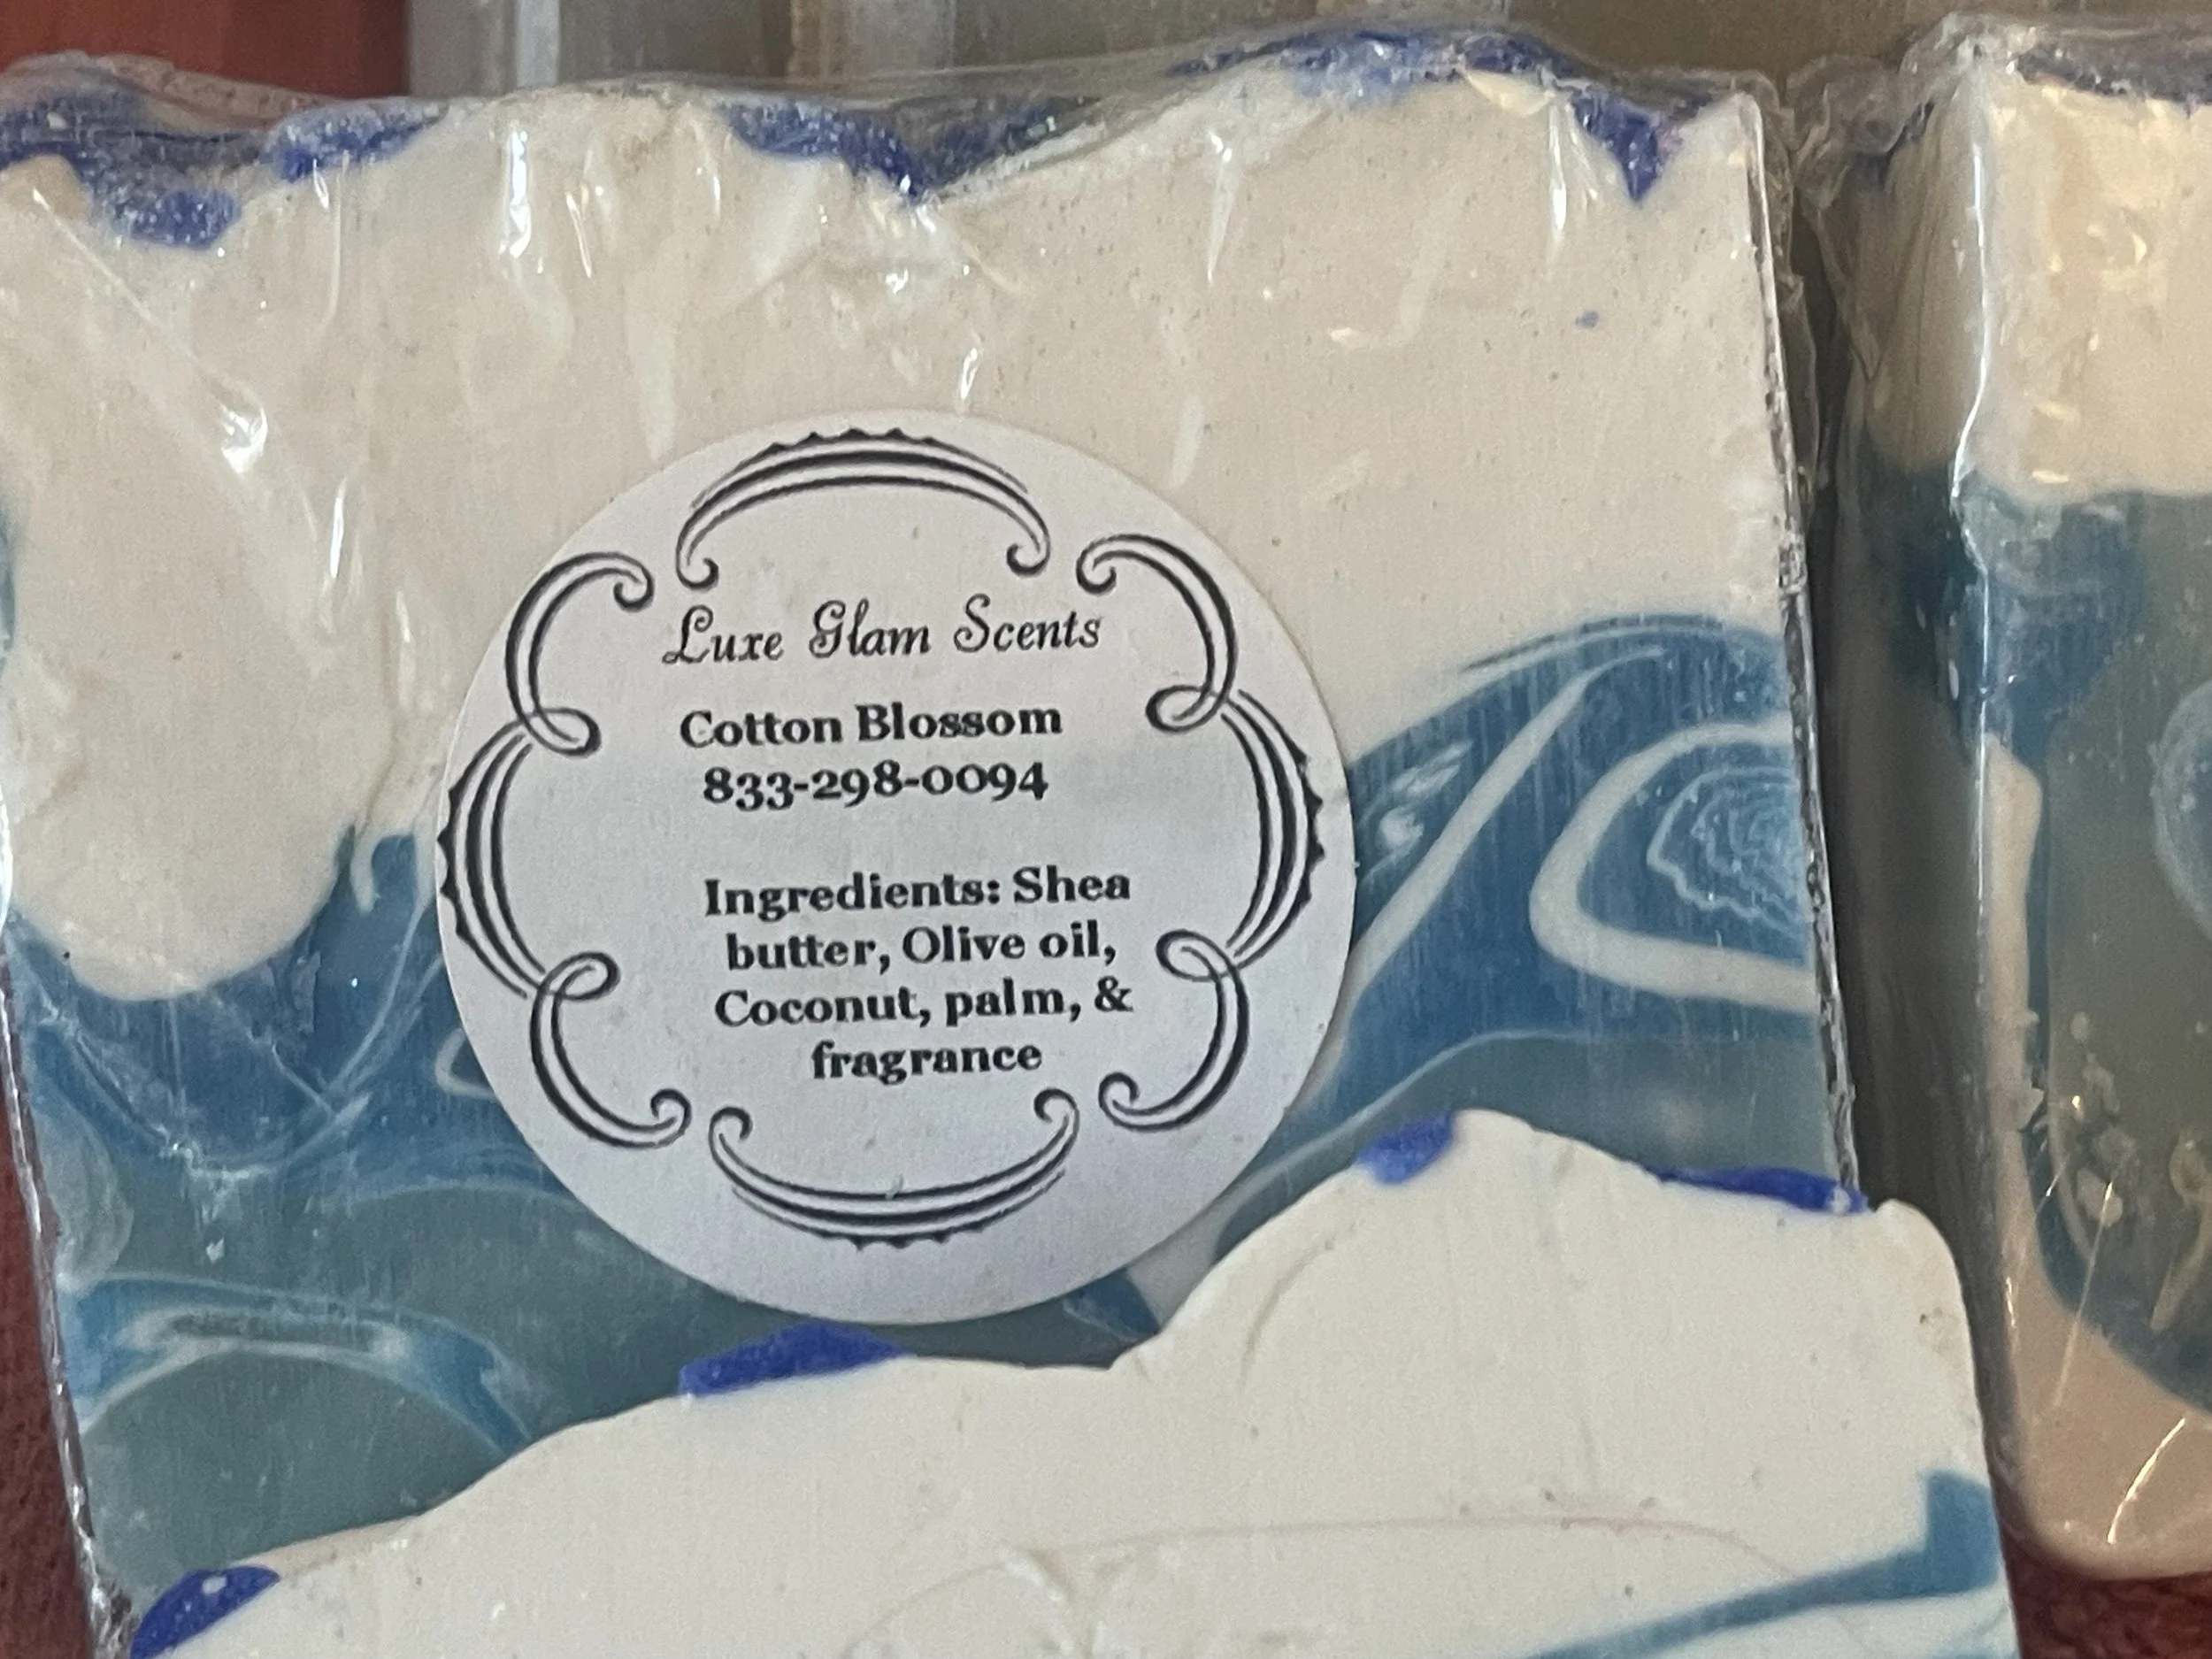 Luxe Glam Scents
Cotton Blossom
833-298-0094
Ingredients: Shea
butter, Olive oil,
Coconut, palm, &
fragrance